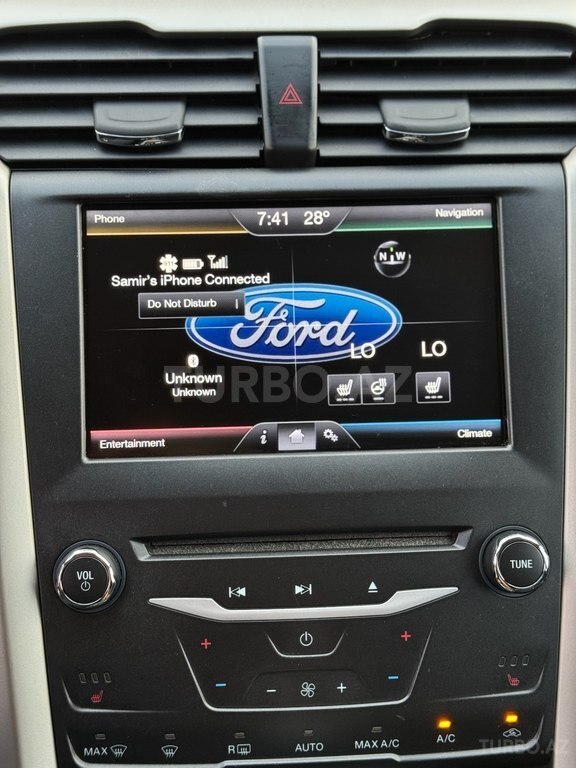 Phone
7:41 28°
Navigation
N W
Samir's iPhone Connected
Do Not Disturb
Ford
LO
LO
TURBO.AZ
Unknown
Unknown
Entertainment
i
Climate
VOL
TUNE
+
+
−
−
− +
MAX
R
AUTO
MAX A/C
A/C
TURBO.AZ